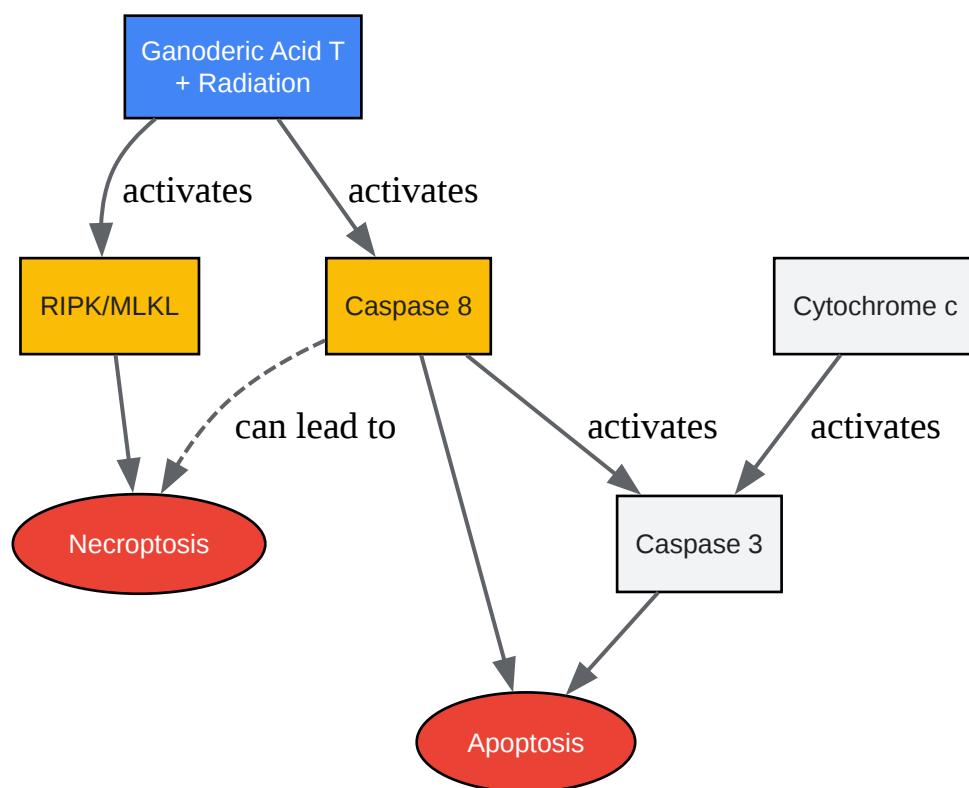 Ganoderic Acid T
+ Radiation
activates
activates
RIPK/MLKL
Caspase 8
Cytochrome c
can lead to
activates
activates
Necroptosis
Caspase 3
Apoptosis